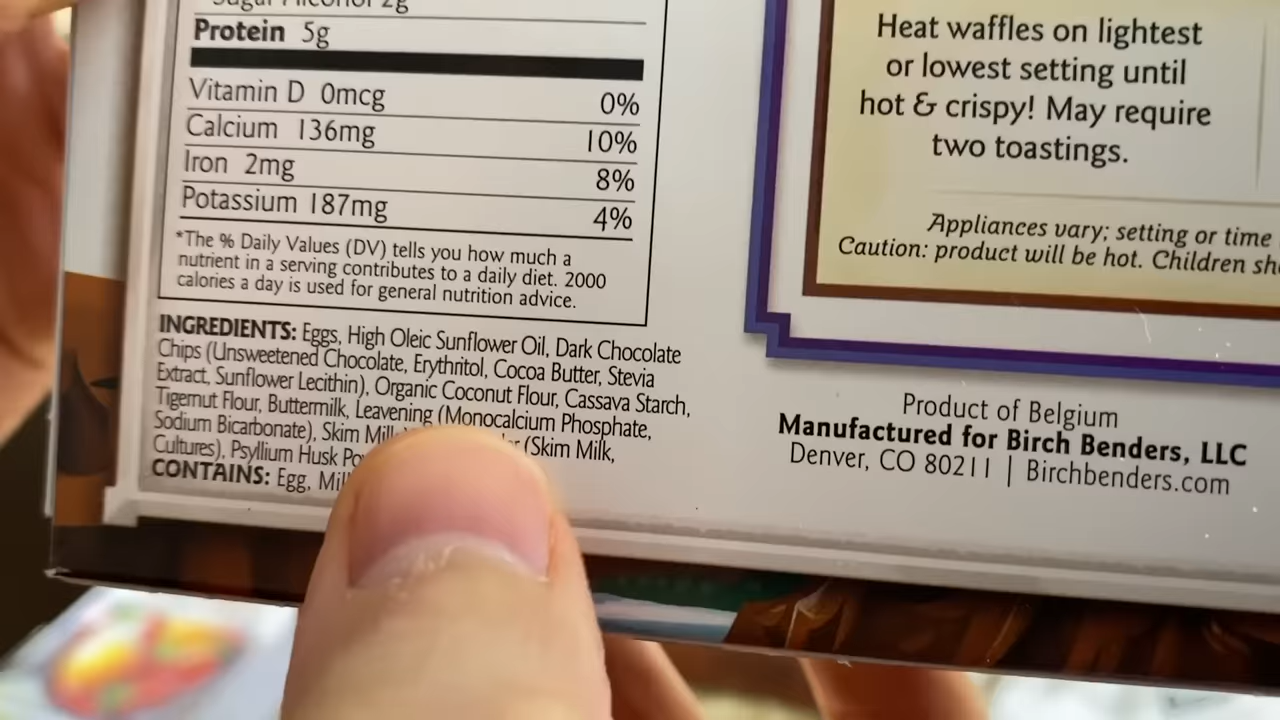 Sugar Alcohol 2g
Protein 5g
Vitamin D 0mcg 0%
Calcium 136mg 10%
Iron 2mg 8%
Potassium 187mg 4%
*The % Daily Values (DV) tells you how much a
nutrient in a serving contributes to a daily diet. 2000
calories a day is used for general nutrition advice.
INGREDIENTS: Eggs, High Oleic Sunflower Oil, Dark Chocolate
Chips (Unsweetened Chocolate, Erythritol, Cocoa Butter, Stevia
Extract, Sunflower Lecithin), Organic Coconut Flour, Cassava Starch,
Tigernut Flour, Buttermilk, Leavening (Monocalcium Phosphate,
Sodium Bicarbonate), Skim (Skim Milk,
Cultures), Psyllium Husk
CONTAINS: Egg,
Heat waffles on lightest
or lowest setting until
hot & crispy! May require
two toastings.
Appliances vary; setting or time
Caution: product will be hot. Children
Product of Belgium
Manufactured for Birch Benders, LLC
Denver, CO 80211 | Birchbenders.com